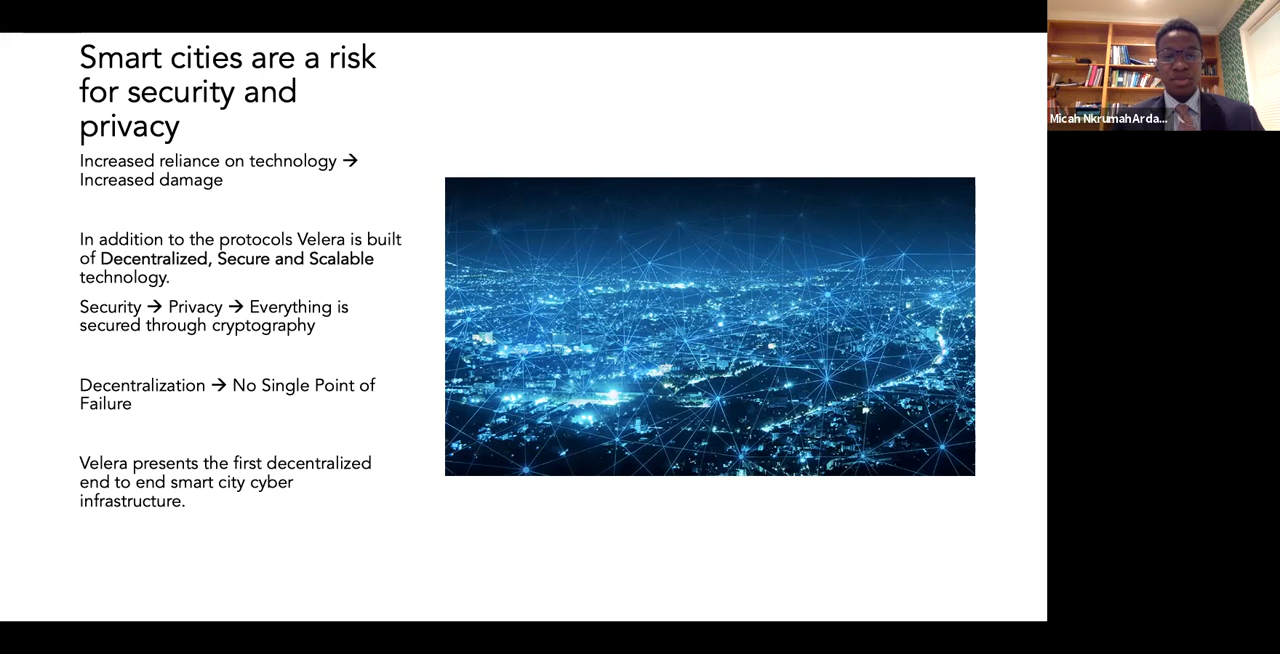 Smart cities are a risk
for security and
privacy
Increased reliance on technology →
Increased damage
In addition to the protocols Velera is built
of Decentralized, Secure and Scalable
technology.
Security → Privacy → Everything is
secured through cryptography
Decentralization → No Single Point of
Failure
Velera presents the first decentralized
end to end smart city cyber
infrastructure.
Micah NkrumahArda...